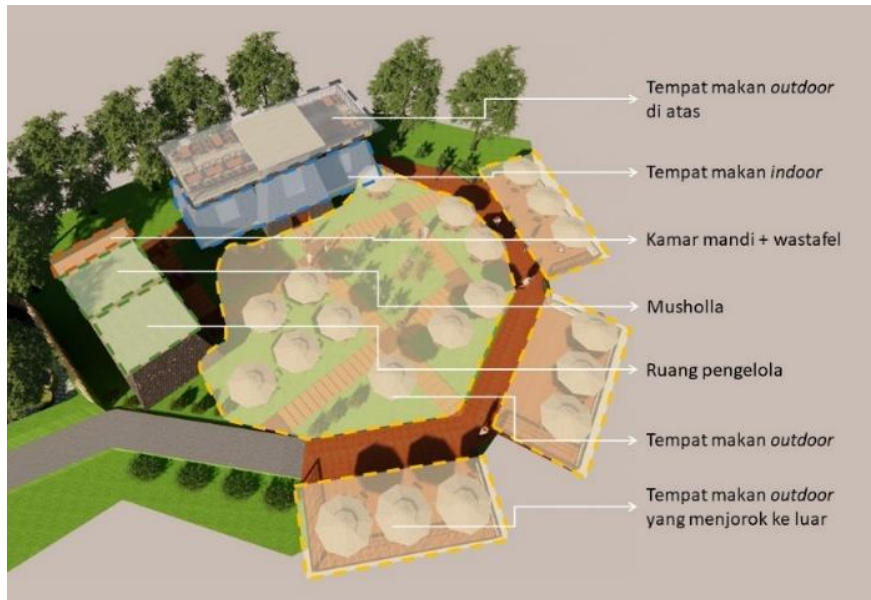 Tempat makan outdoor
di atas
Tempat makan indoor
Kamar mandi + wastafel
Musholla
Ruang pengelola
Tempat makan outdoor
Tempat makan outdoor
yang menjorok ke luar